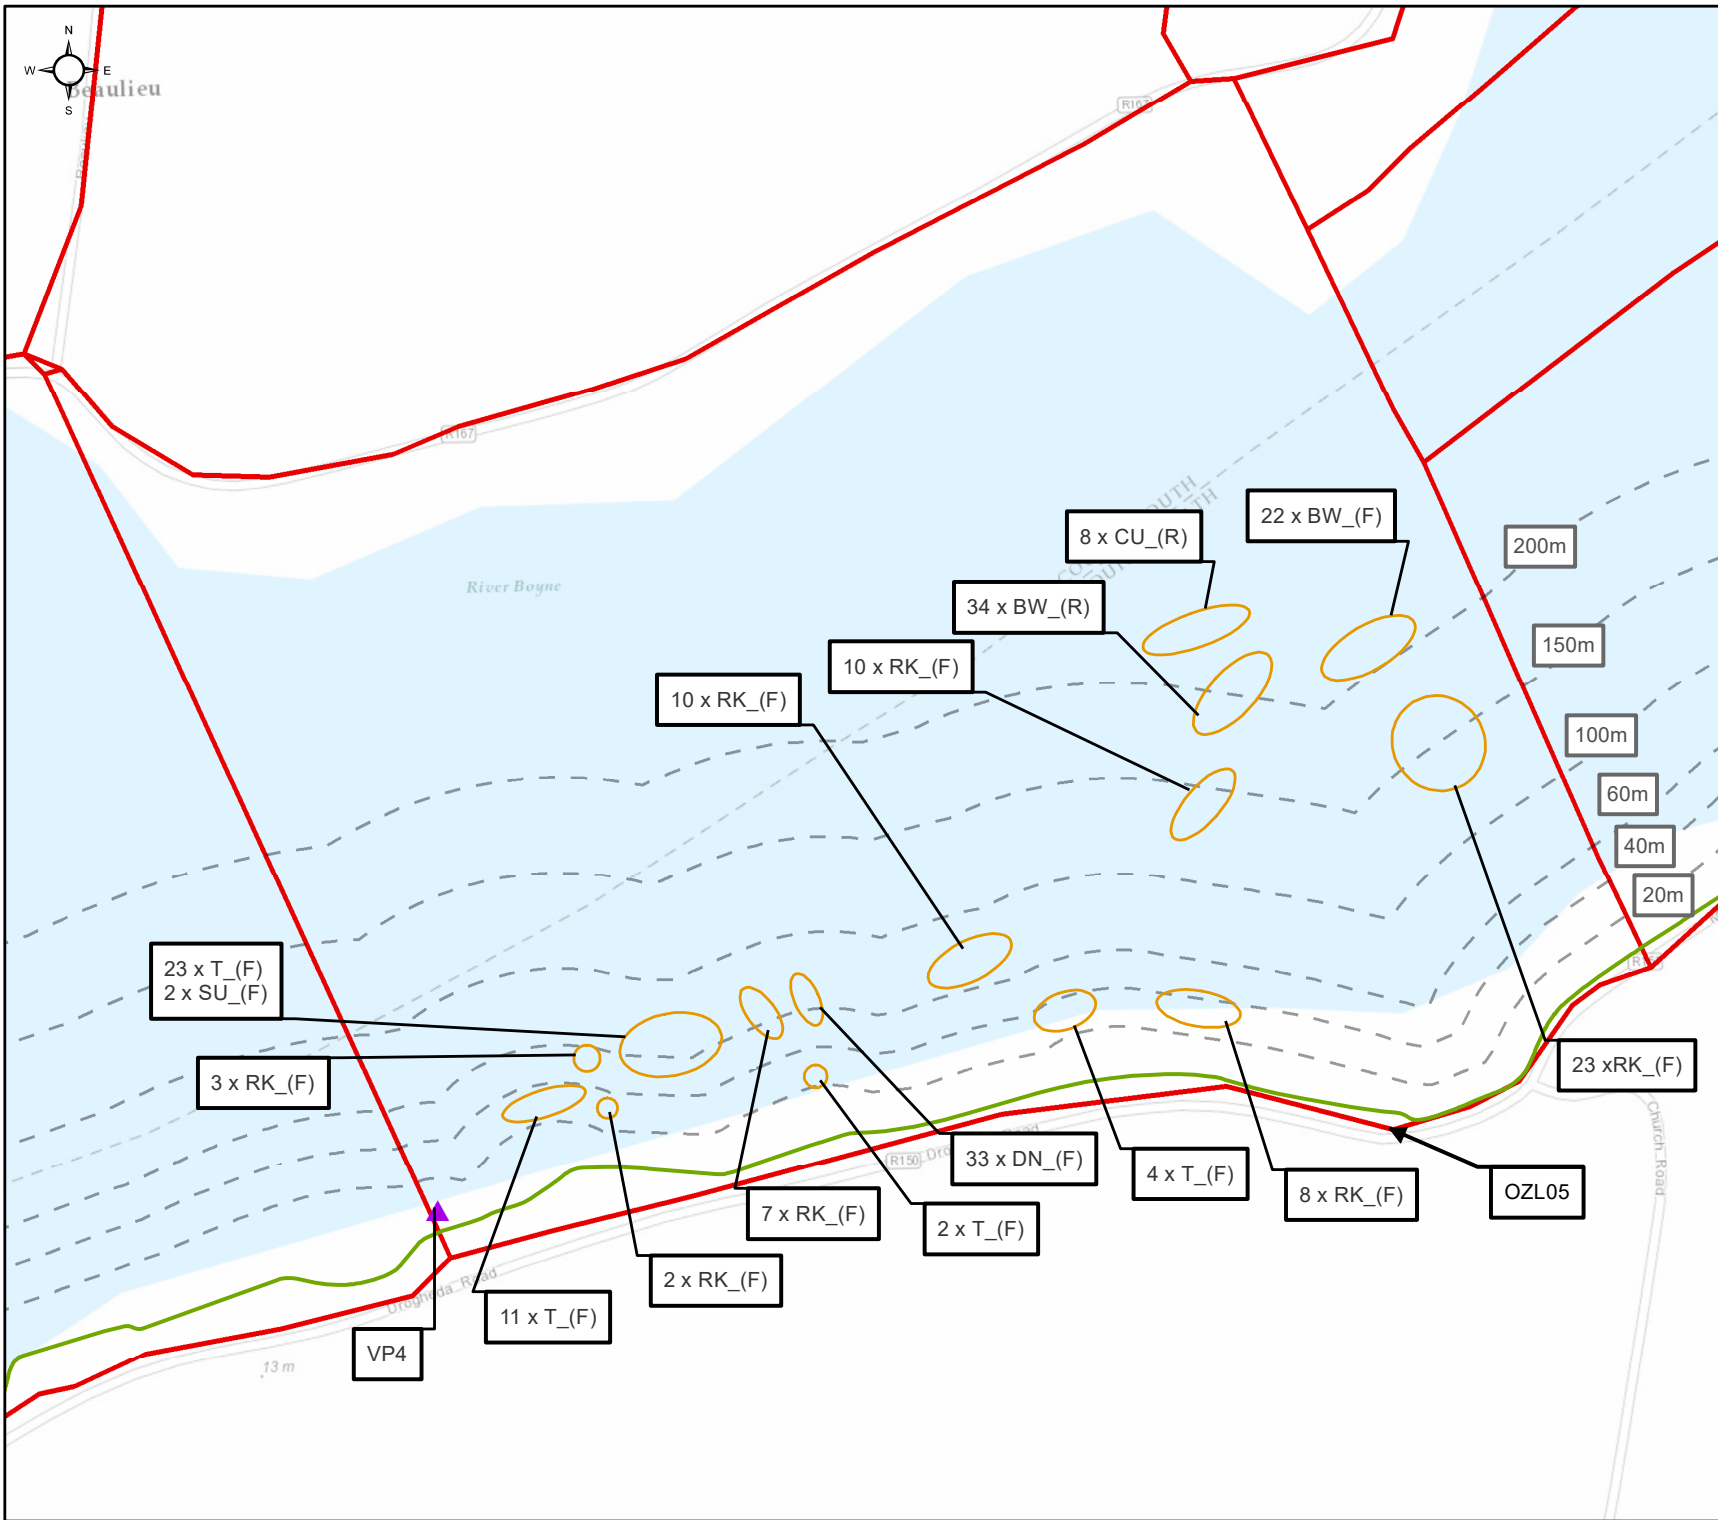 N
W E
S
Beaulieu
R167
R167
River Boyne
8 x CU_(R)
22 x BW_(F)
34 x BW_(R)
10 x RK_(F)
10 x RK_(F)
200m
150m
100m
60m
40m
20m
23 x T_(F)
2 x SU_(F)
3 x RK_(F)
23 xRK_(F)
33 x DN_(F)
4 x T_(F)
8 x RK_(F)
OZL05
7 x RK_(F)
2 x T_(F)
2 x RK_(F)
11 x T_(F)
VP4
R150
Drogheda Road
Church Road
13 m